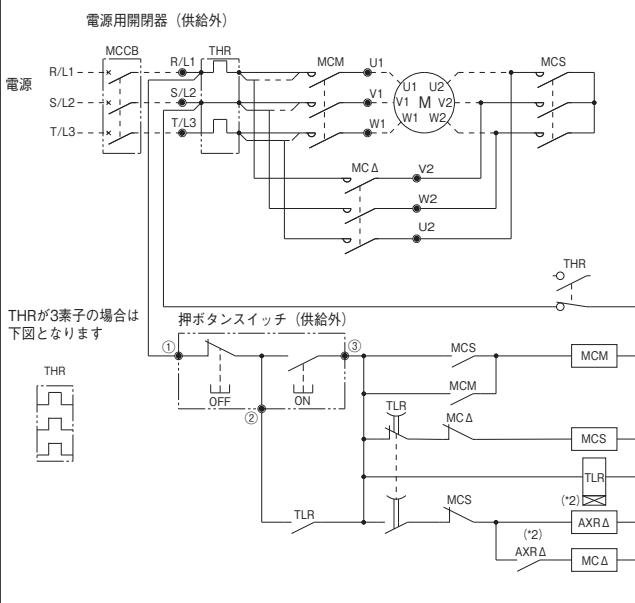 電源用開閉器（供給外）
MCCB
R/L1
THR
MCM
U1
MCS
電源
R/L1
S/L2
S/L2
V1
T/L3
T/L3
W1
U1 U2
V1 M V2
W1 W2
MCΔ
V2
W2
U2
THR
THRが3素子の場合は
下図となります
THR
押ボタンスイッチ（供給外）
①
③
OFF
ON
②
MCS
MCM
MCM
TLR
MCΔ
MCS
TLR
(*2)
TLR
MCS
AXRΔ
(*2)
AXRΔ
MCΔ